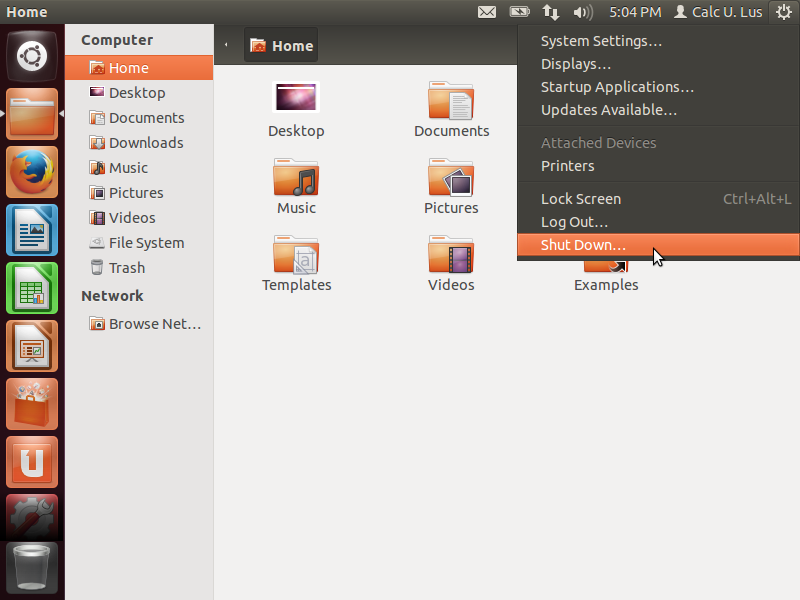 Home
5:04 PM
Calc U. Lus
Computer
Home
Desktop
Documents
Downloads
Music
Pictures
Videos
File System
Trash
Network
Browse Net…
Home
Desktop
Documents
Music
Pictures
Templates
Videos
Examples
System Settings…
Displays…
Startup Applications…
Updates Available…
Attached Devices
Printers
Lock Screen Ctrl+Alt+L
Log Out…
Shut Down…